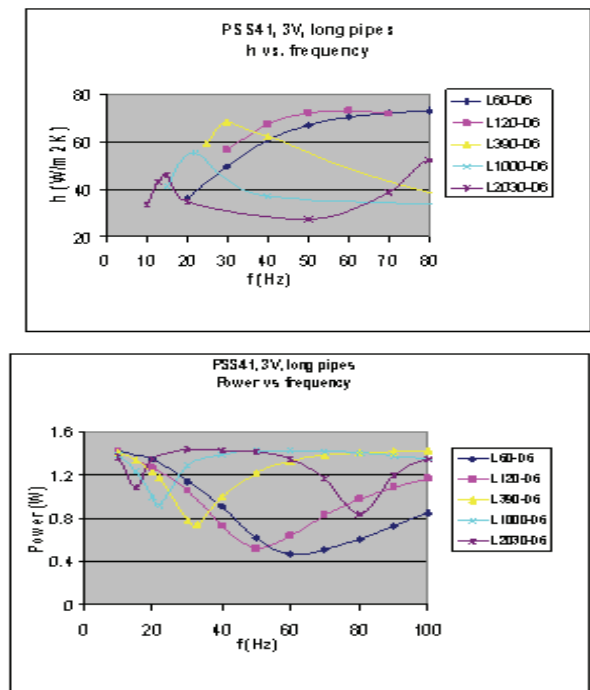 PSS41, 3V, long pipes
h vs. frequency
h (W/m 2 K)
80
60
40
20
0 10 20 30 40 50 60 70 80
f(Hz)
L60-D6
L120-D6
L390-D6
L1000-D6
L2030-D6
PSS41, 3V, long pipes
Power vs frequency
Power (W)
1.6
1.2
0.8
0.4
0
0 20 40 60 80 100
f(Hz)
L60-D6
L120-D6
L390-D6
L1000-D6
L2030-D6